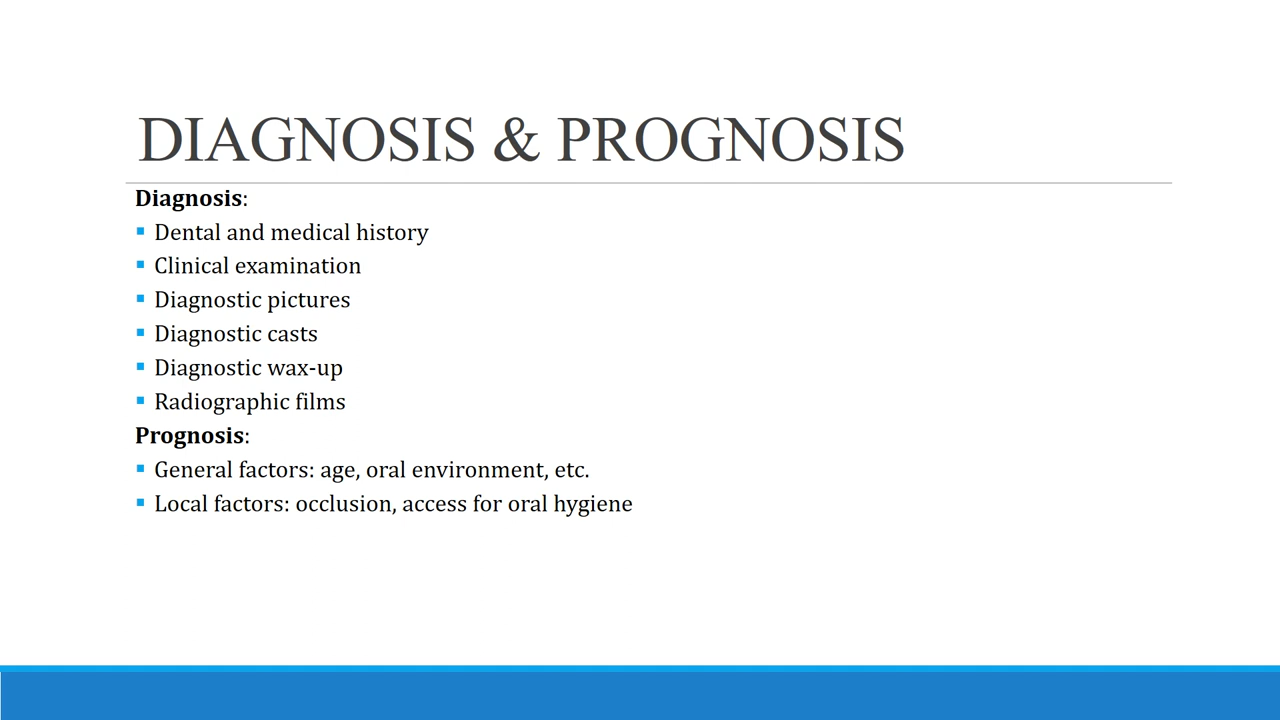 DIAGNOSIS & PROGNOSIS
Diagnosis:
▪ Dental and medical history
▪ Clinical examination
▪ Diagnostic pictures
▪ Diagnostic casts
▪ Diagnostic wax-up
▪ Radiographic films
Prognosis:
▪ General factors: age, oral environment, etc.
▪ Local factors: occlusion, access for oral hygiene